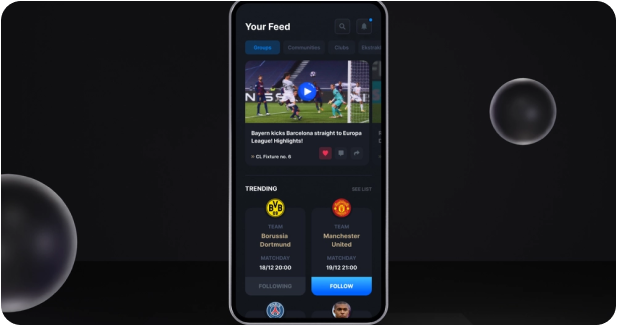 Your Feed
Groups
Communities
Clubs
Bayern kicks Barcelona straight to Europa
League! Highlights!
CL Fixture no. 6
TRENDING
SEE LIST
BVB
09
TEAM
Borussia
Dortmund
MATCHDAY
18/12 20:00
FOLLOWING
TEAM
Manchester
United
MATCHDAY
19/12 21:00
FOLLOW